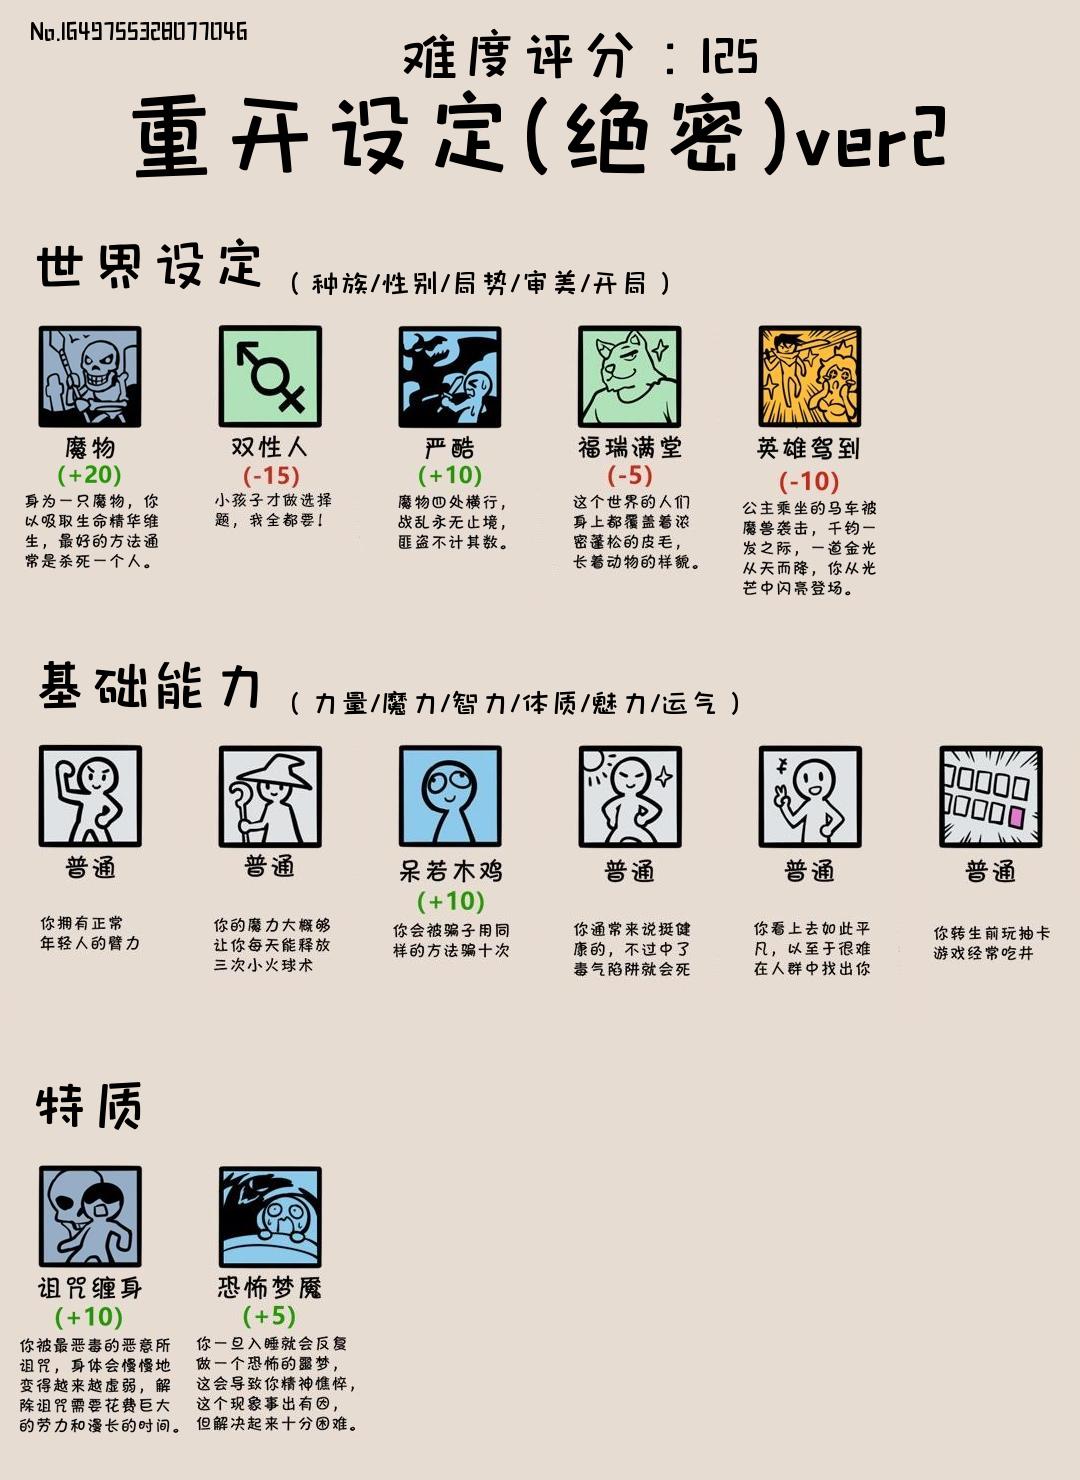 No.1649755328077046
难度评分：125
重开设定(绝密)ver2
世界设定
（种族/性别/局势/审美/开局）
魔物
(+20)
身为一只魔物，你
以吸取生命精华维
生，最好的方法通
常是杀死一个人。
双性人
(-15)
小孩子才做选择
题，我全都要！
严酷
(+10)
魔物四处横行，
战乱永无止境，
匪盗不计其数。
福瑞满堂
(-5)
这个世界的人们
身上都覆盖着浓
密蓬松的皮毛，
长着动物的样貌。
英雄驾到
(-10)
公主乘坐的马车被
魔兽袭击，千钧一
发之际，一道金光
从天而降，你从光
芒中闪亮登场。
基础能力
（力量/魔力/智力/体质/魅力/运气）
普通
你拥有正常
年轻人的臂力
普通
你的魔力大概够
让你每天能释放
三次小火球术
呆若木鸡
(+10)
你会被骗子用同
样的方法骗十次
普通
你通常来说挺健
康的，不过中了
毒气陷阱就会死
普通
你看上去如此平
凡，以至于很难
在人群中找出你
普通
你转生前玩抽卡
游戏经常吃井
特质
诅咒缠身
(+10)
你被最恶毒的恶意所
诅咒，身体会慢慢地
变得越来越虚弱，解
除诅咒需要花费巨大
的劳力和漫长的时间。
恐怖梦魇
(+5)
你一旦入睡就会反复
做一个恐怖的噩梦，
这会导致你精神憔悴，
这个现象事出有因，
但解决起来十分困难。